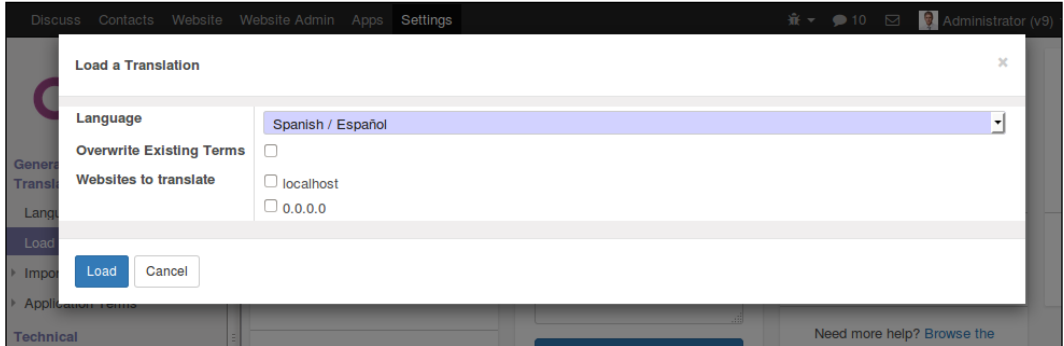 Discuss Contacts Website Website Admin Apps Settings 10 Administrator (v9)
Load a Translation ×
Language Spanish / Español
Overwrite Existing Terms
Websites to translate localhost
0.0.0.0
Load Cancel
Load
Technical
Need more help? Browse the